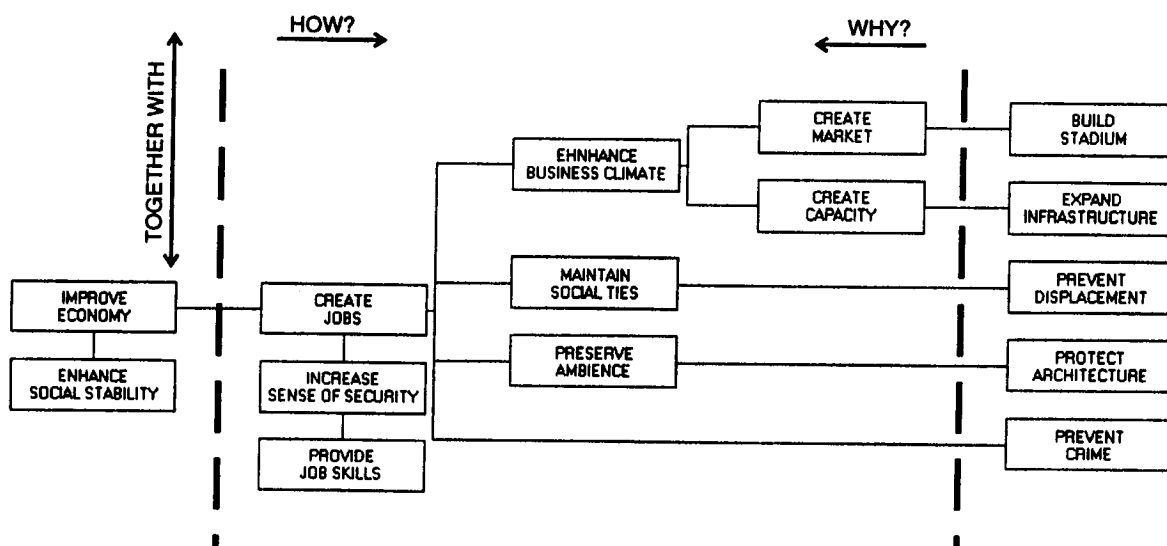 HOW?
WHY?
TOGETHER WITH
CREATE
MARKET
BUILD
STADIUM
EHNHANCE
BUSINESS CLIMATE
CREATE
CAPACITY
EXPAND
INFRASTRUCTURE
IMPROVE
ECONOMY
CREATE
JOBS
MAINTAIN
SOCIAL TIES
PREVENT
DISPLACEMENT
ENHANCE
SOCIAL STABILITY
INCREASE
SENSE OF SECURITY
PRESERVE
AMBIENCE
PROTECT
ARCHITECTURE
PROVIDE
JOB SKILLS
PREVENT
CRIME